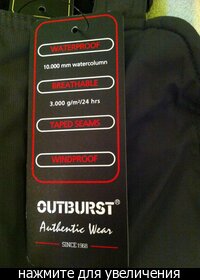 WATERPROOF
10.000 mm watercolumn
BREATHABLE
3.000 g/m²/24 hrs
TAPED SEAMS
WINDPROOF
OUTBURST®
Authentic Wear
SINCE 1968
нажмите для увеличения